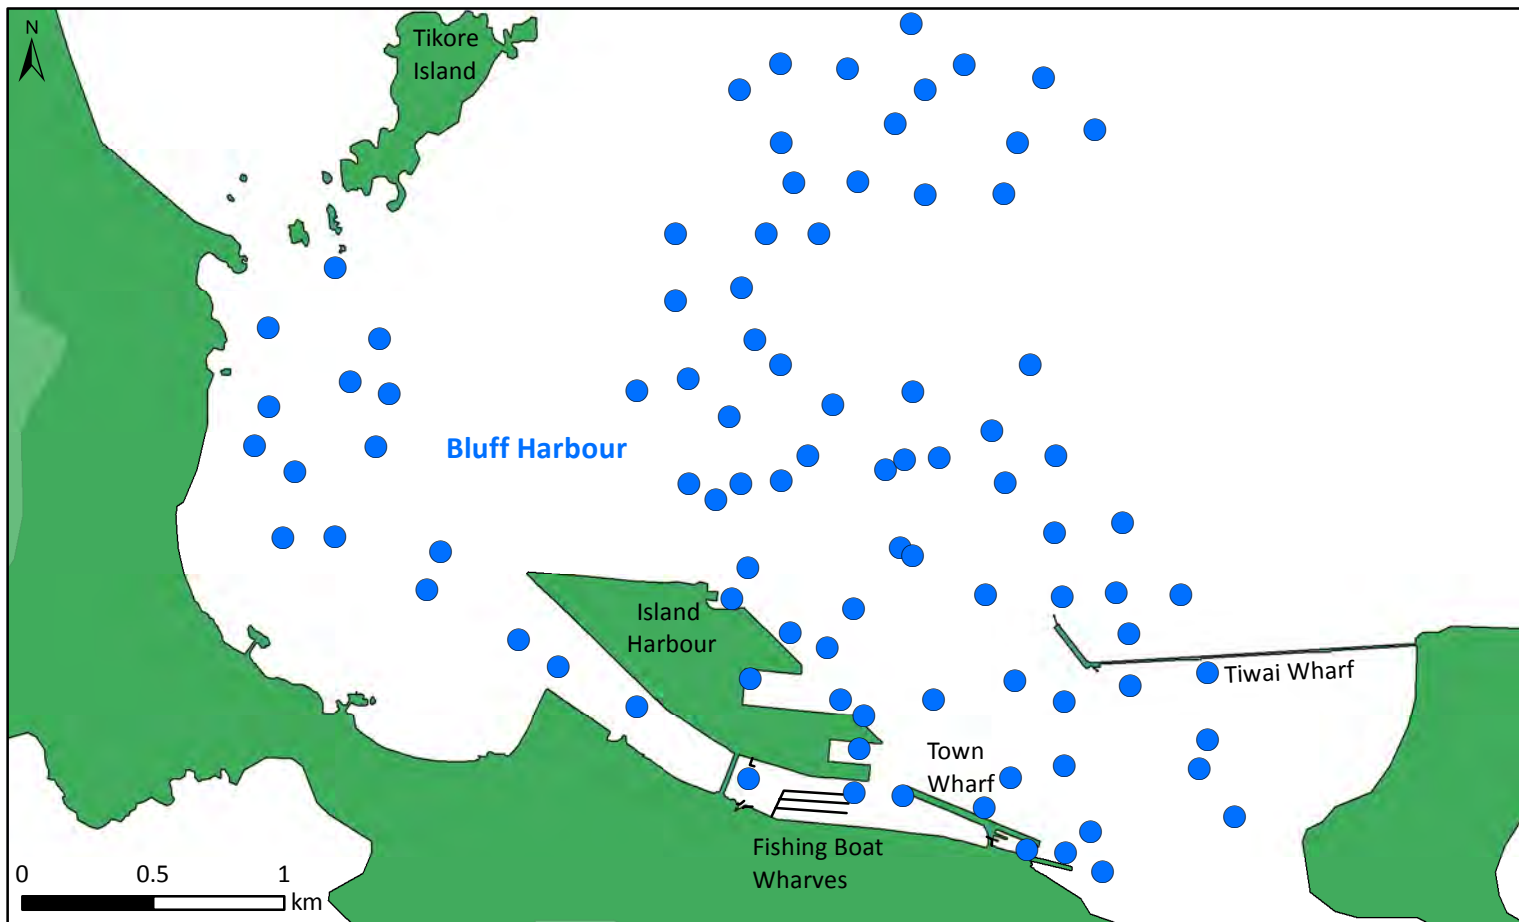 N
Tikore
Island
Bluff Harbour
Island
Harbour
Tiwai Wharf
Town
Wharf
Fishing Boat
Wharves
0 0.5 1
km